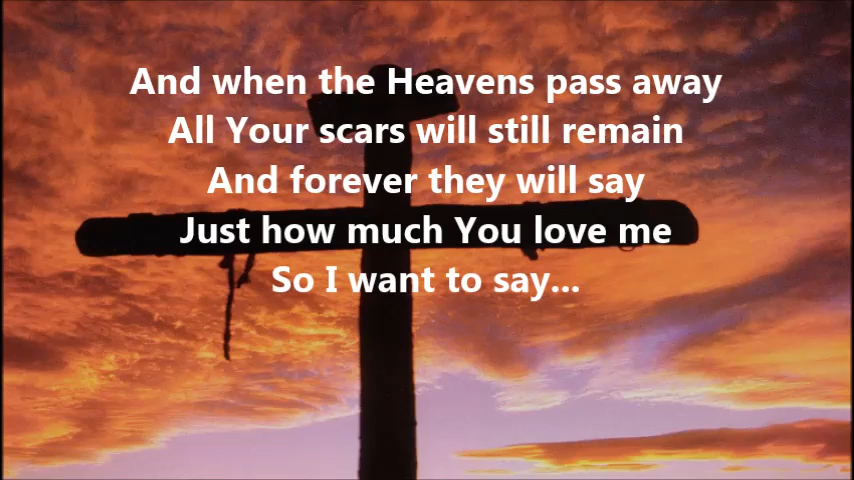 And when the Heavens pass away
All Your scars will still remain
And forever they will say
Just how much You love me
So I want to say...